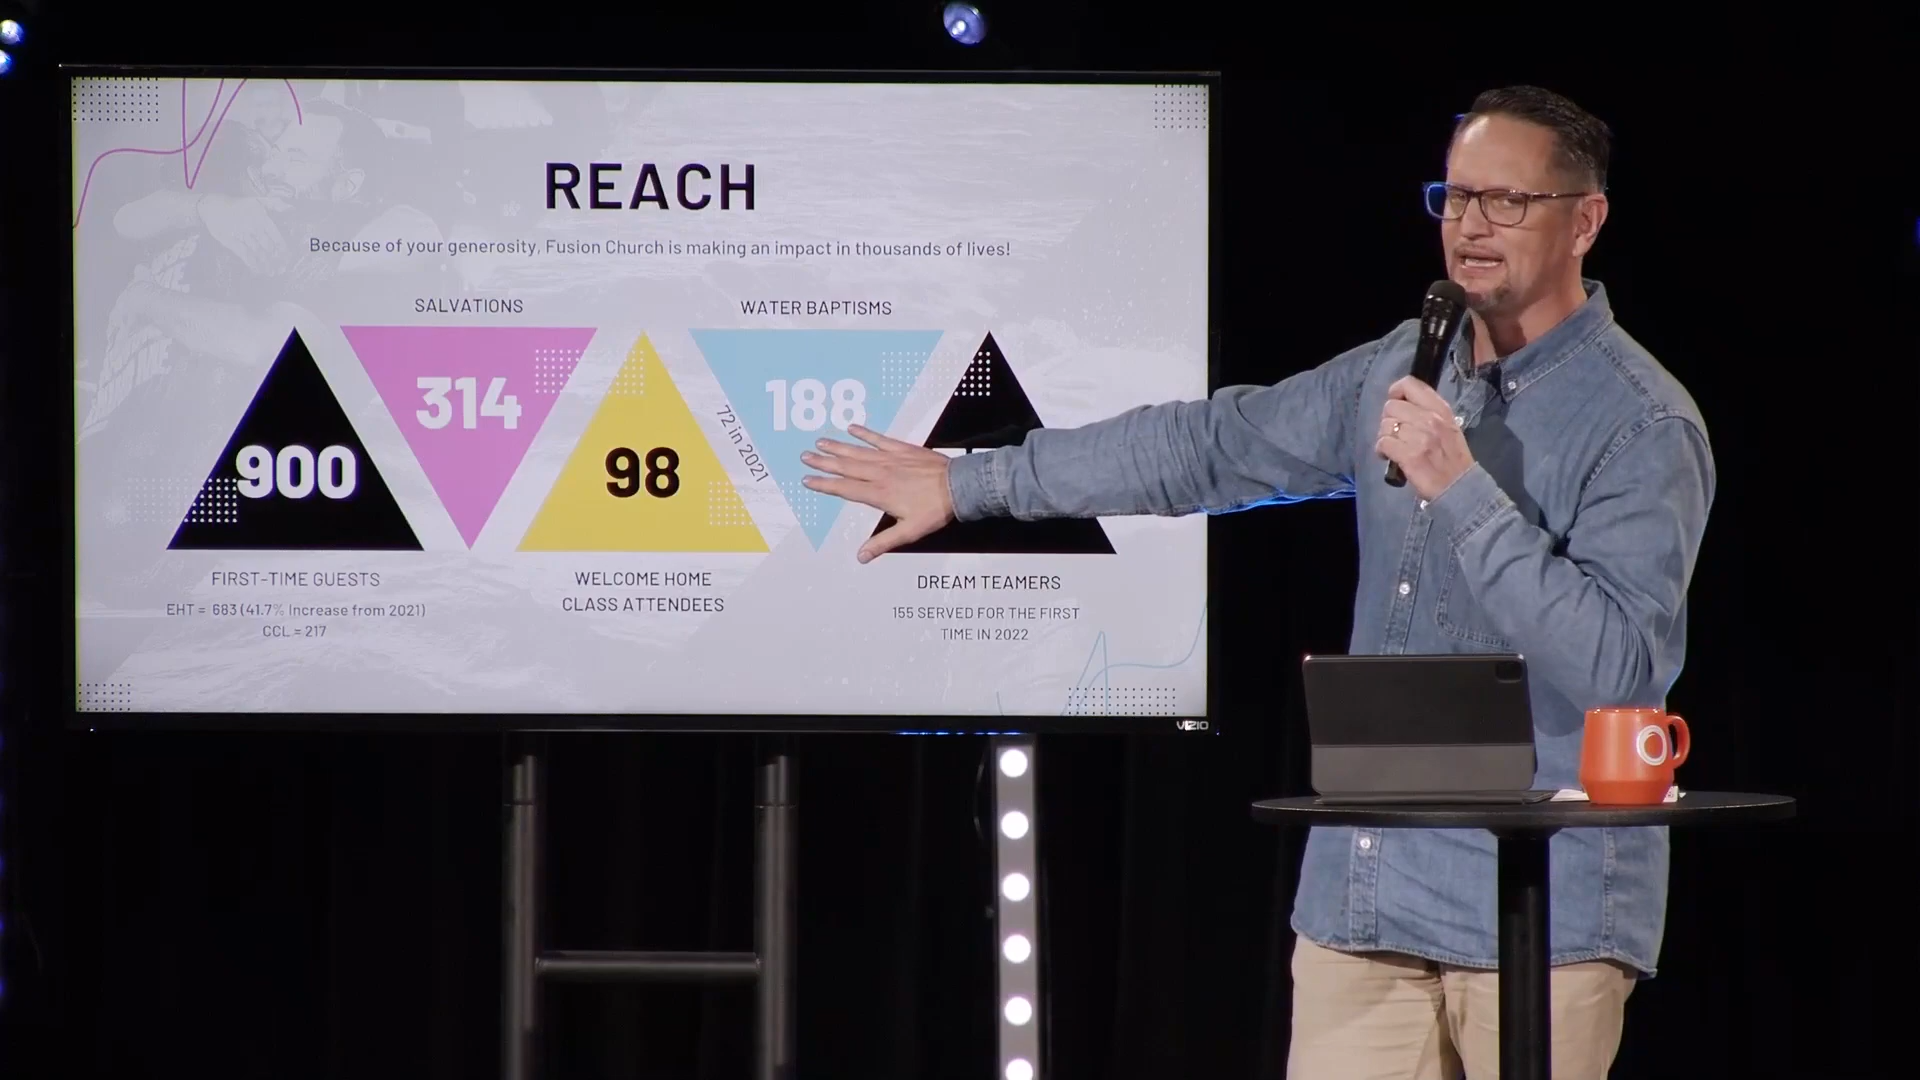 REACH
Because of your generosity, Fusion Church is making an impact in thousands of lives!
SALVATIONS
WATER BAPTISMS
314
188
72 in 2021
900
98
FIRST-TIME GUESTS
EHT = 683 (41.7% Increase from 2021)
CCL = 217
WELCOME HOME
CLASS ATTENDEES
DREAM TEAMERS
155 SERVED FOR THE FIRST
TIME IN 2022
VIZIO